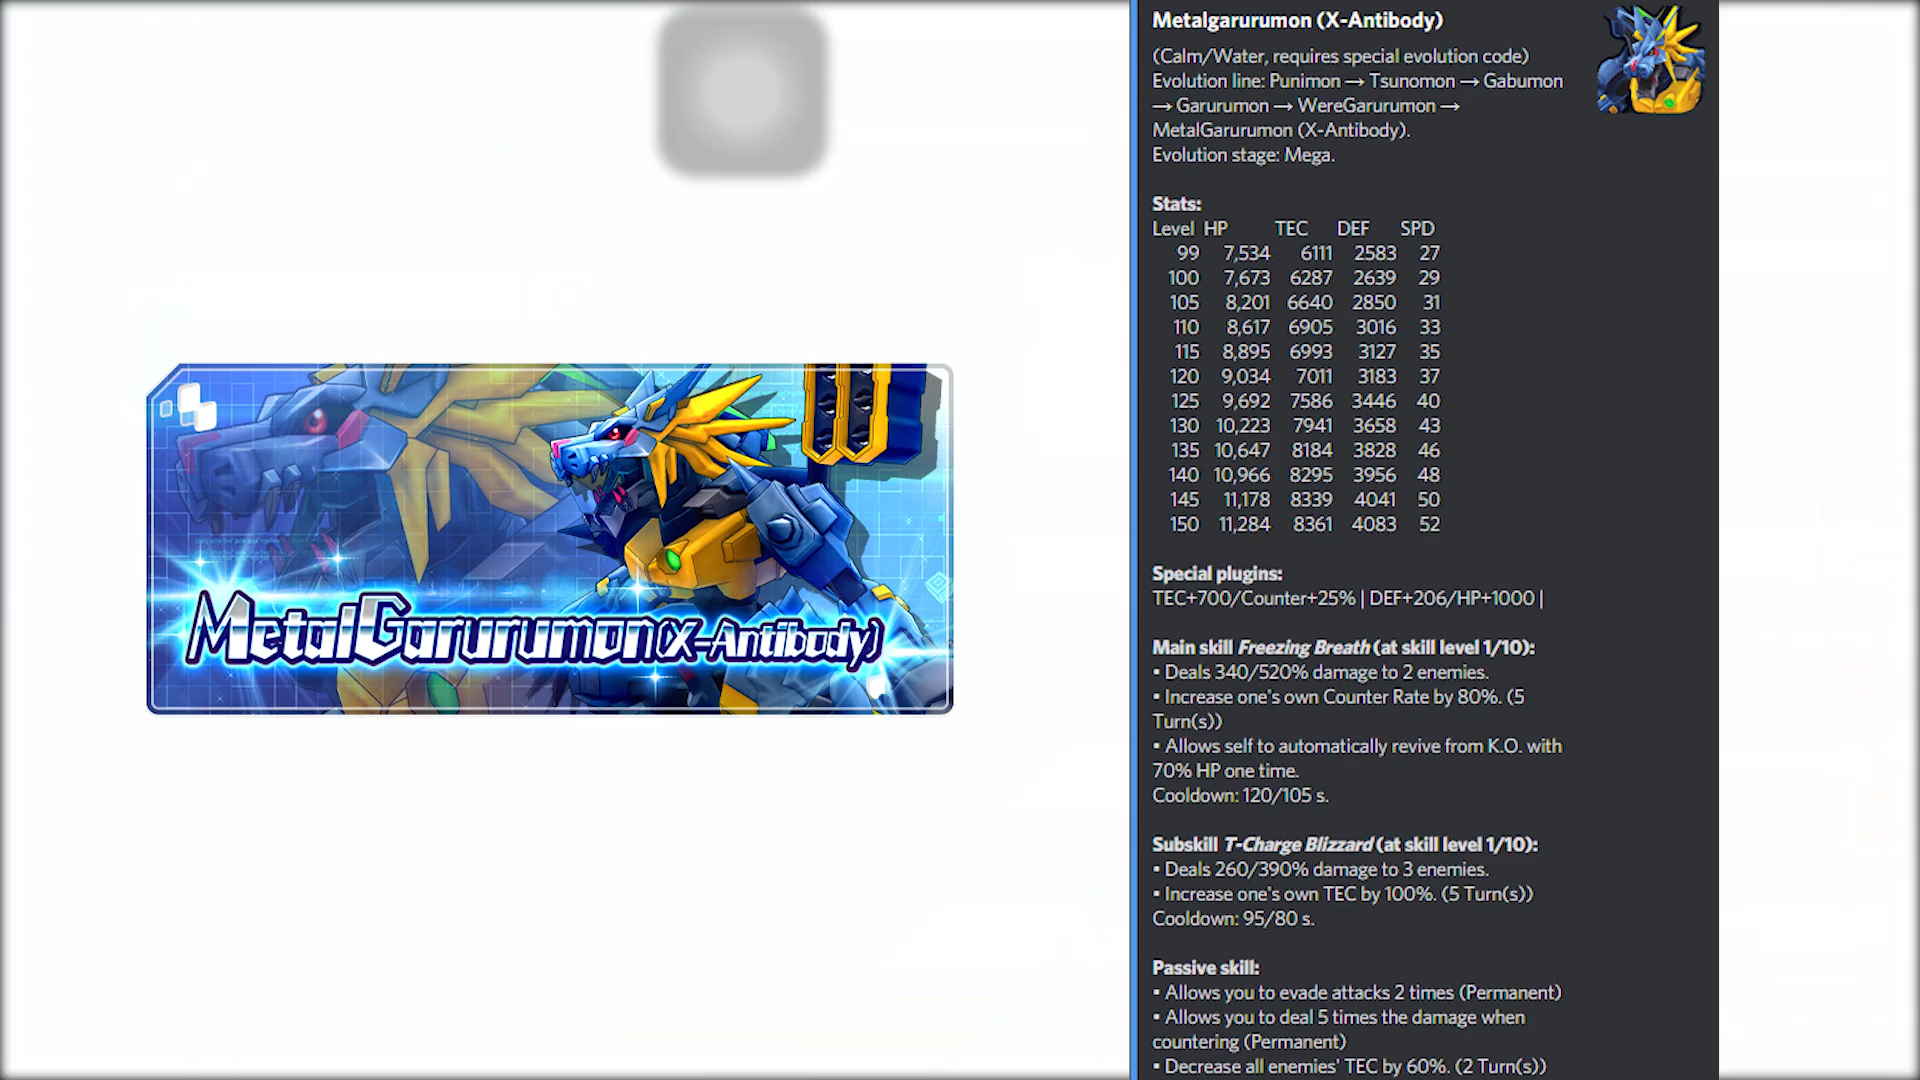 MetalGarurumon(X-Antibody)
Metalgarurumon (X-Antibody)
(Calm/Water, requires special evolution code)
Evolution line: Punimon → Tsunomon → Gabumon
→ Garurumon → WereGarurumon →
MetalGarurumon (X-Antibody).
Evolution stage: Mega.
Stats:
Level HP TEC DEF SPD
99 7,534 6111 2583 27
100 7,673 6287 2639 29
105 8,201 6640 2850 31
110 8,617 6905 3016 33
115 8,895 6993 3127 35
120 9,034 7011 3183 37
125 9,692 7586 3446 40
130 10,223 7941 3658 43
135 10,647 8184 3828 46
140 10,966 8295 3956 48
145 11,178 8339 4041 50
150 11,284 8361 4083 52
Special plugins:
TEC+700/Counter+25% | DEF+206/HP+1000 |
Main skill Freezing Breath (at skill level 1/10):
▪ Deals 340/520% damage to 2 enemies.
▪ Increase one's own Counter Rate by 80%. (5
Turn(s))
▪ Allows self to automatically revive from K.O. with
70% HP one time.
Cooldown: 120/105 s.
Subskill T-Charge Blizzard (at skill level 1/10):
▪ Deals 260/390% damage to 3 enemies.
▪ Increase one's own TEC by 100%. (5 Turn(s))
Cooldown: 95/80 s.
Passive skill:
▪ Allows you to evade attacks 2 times (Permanent)
▪ Allows you to deal 5 times the damage when
countering (Permanent)
▪ Decrease all enemies' TEC by 60%. (2 Turn(s))